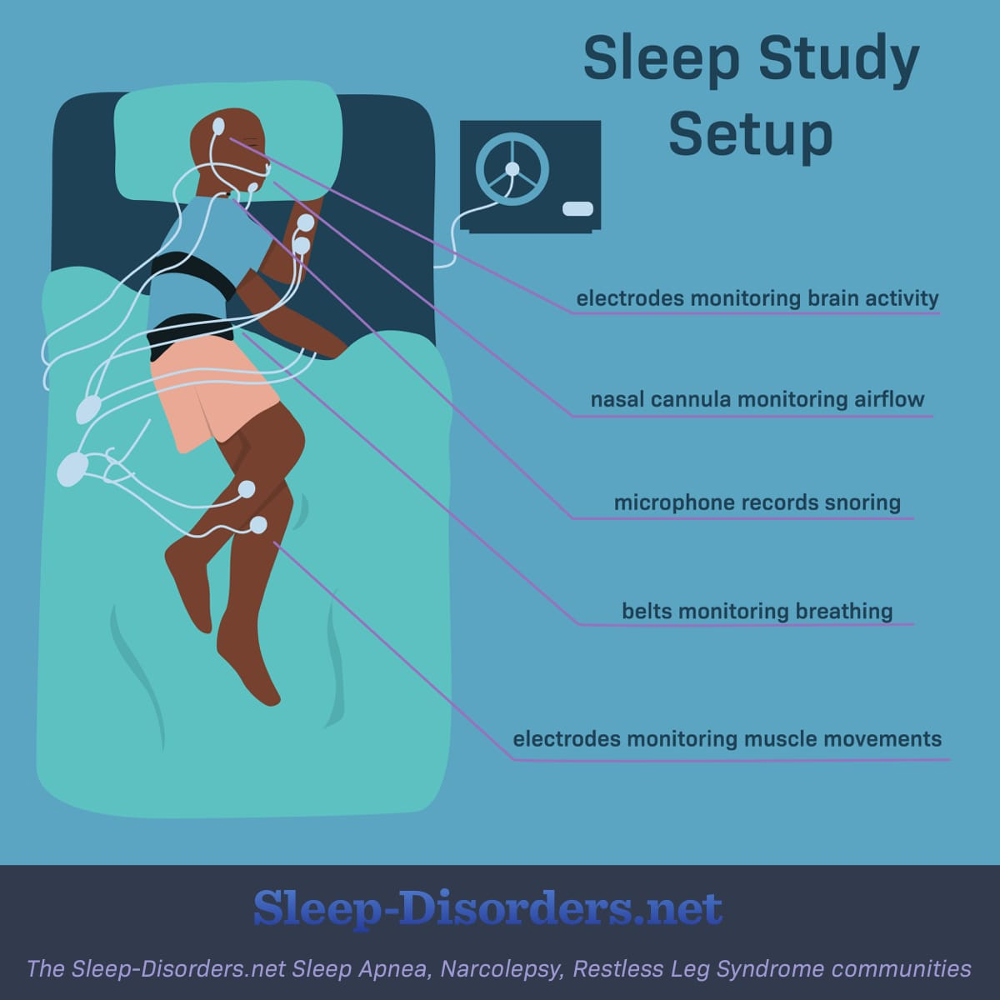 Sleep Study
Setup
electrodes monitoring brain activity
nasal cannula monitoring airflow
microphone records snoring
belts monitoring breathing
electrodes monitoring muscle movements
Sleep-Disorders.net
The Sleep-Disorders.net Sleep Apnea, Narcolepsy, Restless Leg Syndrome communities